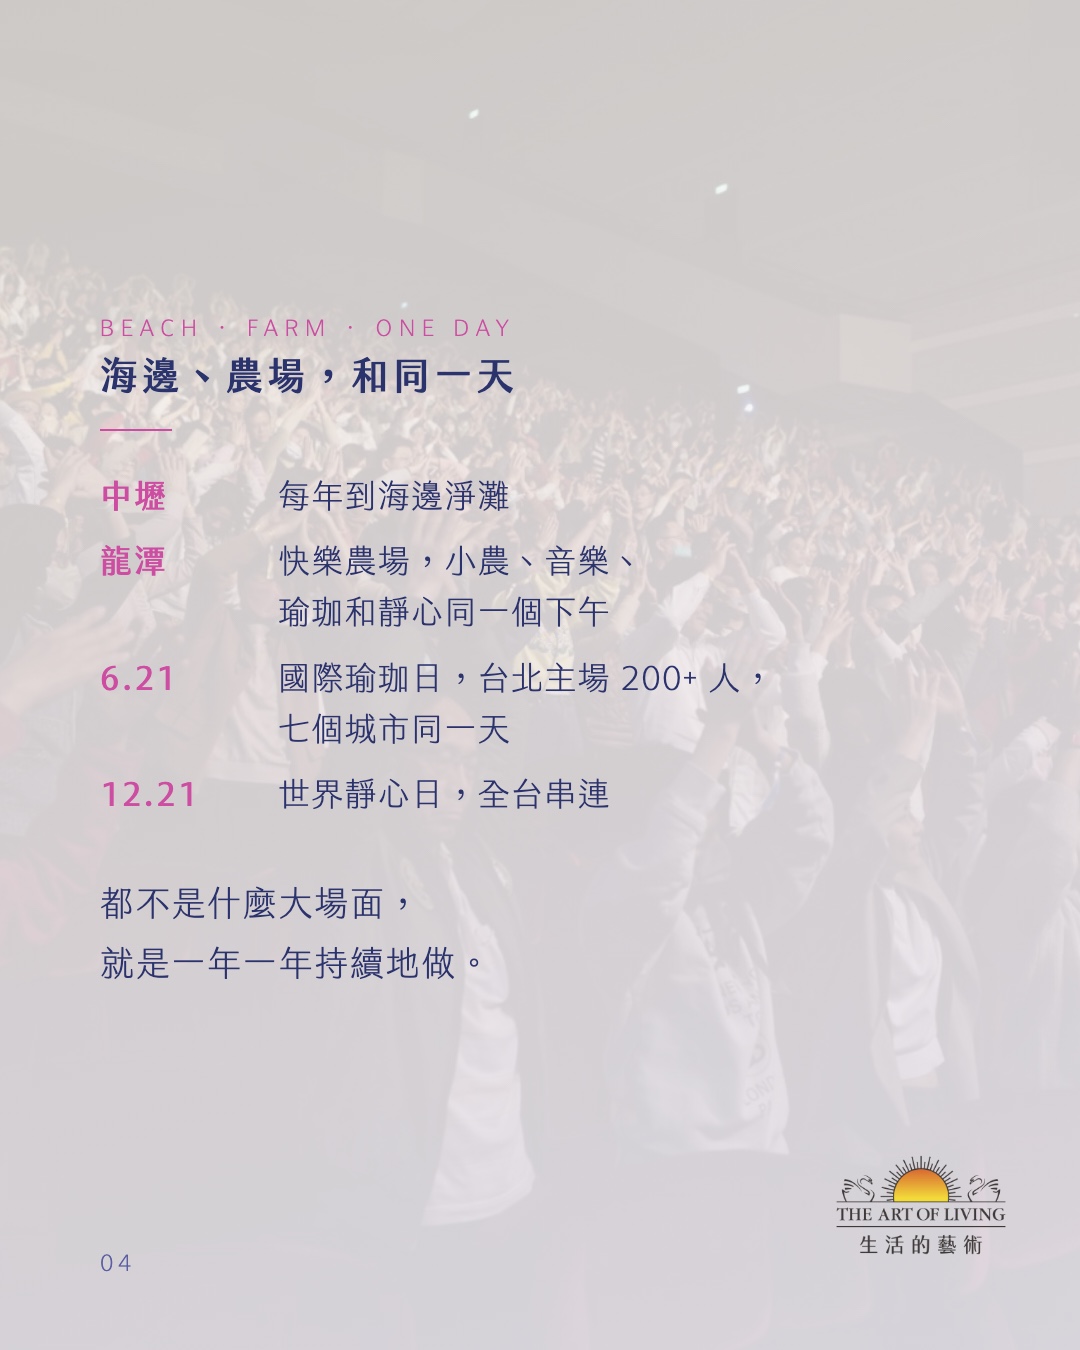 BEACH · FARM · ONE DAY
海邊、農場，和同一天
中壢 每年到海邊淨灘
龍潭 快樂農場，小農、音樂、
瑜珈和靜心同一個下午
6.21 國際瑜珈日，台北主場 200+ 人，
七個城市同一天
12.21 世界靜心日，全台串連
都不是什麼大場面，
就是一年一年持續地做。
THE ART OF LIVING
生活的藝術
04